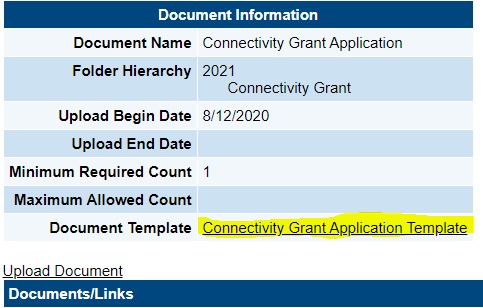 Document Information
Document Name Connectivity Grant Application
Folder Hierarchy 2021
Connectivity Grant
Upload Begin Date 8/12/2020
Upload End Date
Minimum Required Count 1
Maximum Allowed Count
Document Template Connectivity Grant Application Template
Upload Document
Documents/Links